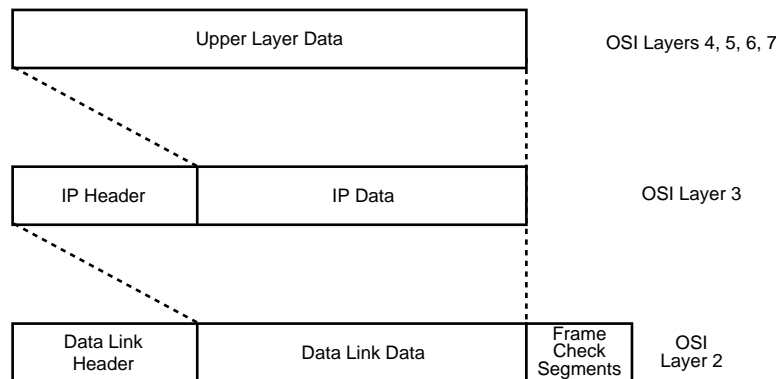 Upper Layer Data
OSI Layers 4, 5, 6, 7
IP Header
IP Data
OSI Layer 3
Data Link
Header
Data Link Data
Frame
Check
Segments
OSI
Layer 2